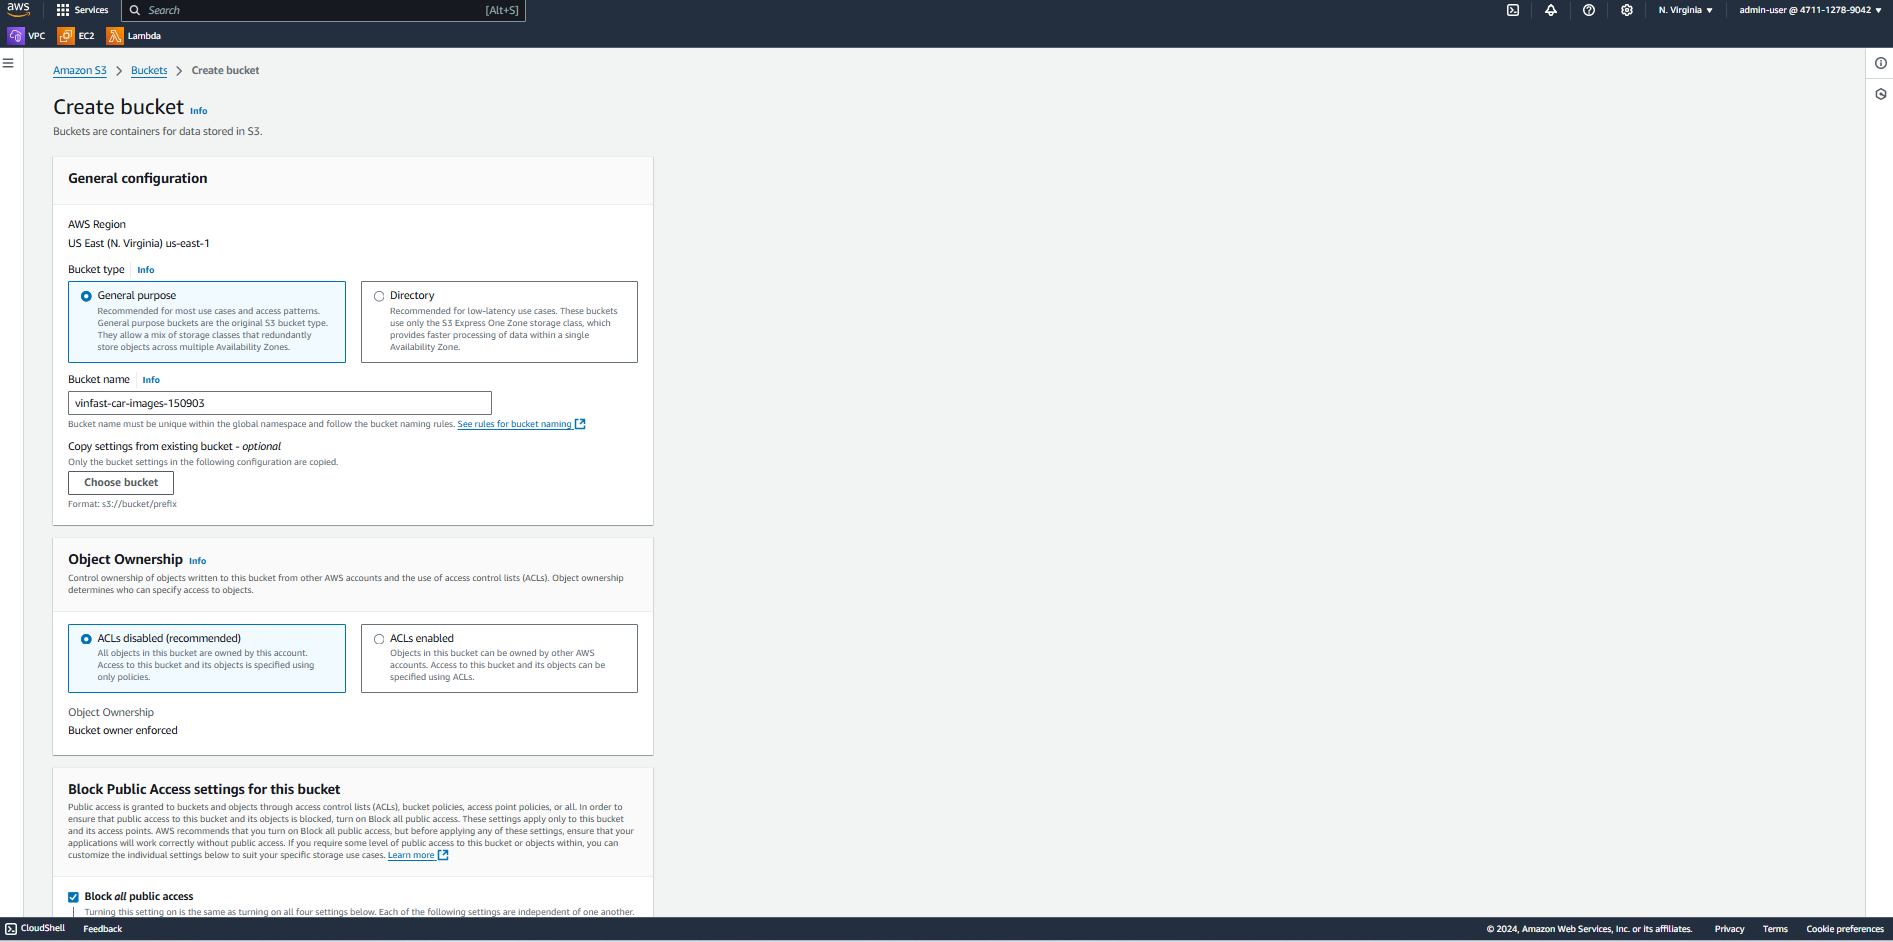 aws
Services
Search
[Alt+S]
N. Virginia
admin-user @ 4711-1278-9042
VPC
EC2
Lambda
Amazon S3
Buckets
Create bucket
Create bucket Info
Buckets are containers for data stored in S3.
General configuration
AWS Region
US East (N. Virginia) us-east-1
Bucket type Info
General purpose
Recommended for most use cases and access patterns.
General purpose buckets are the original S3 bucket type.
They allow a mix of storage classes that redundantly
store objects across multiple Availability Zones.
Directory
Recommended for low-latency use cases. These buckets
use only the S3 Express One Zone storage class, which
provides faster processing of data within a single
Availability Zone.
Bucket name Info
vinfast-car-images-150903
Bucket name must be unique within the global namespace and follow the bucket naming rules. See rules for bucket naming
Copy settings from existing bucket - optional
Only the bucket settings in the following configuration are copied.
Choose bucket
Format: s3://bucket/prefix
Object Ownership Info
Control ownership of objects written to this bucket from other AWS accounts and the use of access control lists (ACLs). Object ownership
determines who can specify access to objects.
ACLs disabled (recommended)
All objects in this bucket are owned by this account.
Access to this bucket and its objects is specified using
only policies.
ACLs enabled
Objects in this bucket can be owned by other AWS
accounts. Access to this bucket and its objects can be
specified using ACLs.
Object Ownership
Bucket owner enforced
Block Public Access settings for this bucket
Public access is granted to buckets and objects through access control lists (ACLs), bucket policies, access point policies, or all. In order to
ensure that public access to this bucket and its objects is blocked, turn on Block all public access. These settings apply only to this bucket
and its access points. AWS recommends that you turn on Block all public access, but before applying any of these settings, ensure that your
applications will work correctly without public access. If you require some level of public access to this bucket or objects within, you can
customize the individual settings below to suit your specific storage use cases. Learn more
Block all public access
Turning this setting on is the same as turning on all four settings below. Each of the following settings are independent of one another.
CloudShell
Feedback
© 2024, Amazon Web Services, Inc. or its affiliates.
Privacy
Terms
Cookie preferences